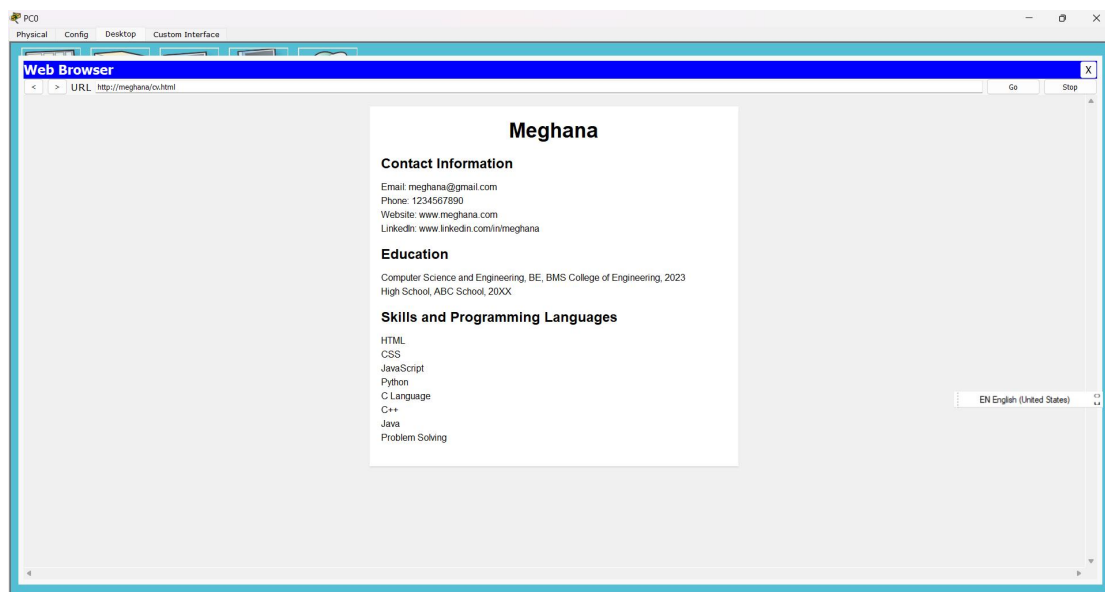 PC0
Physical Config Desktop Custom Interface
Web Browser X
< > URL http://meghana/cv.html Go Stop
Meghana
Contact Information
Email: meghana@gmail.com
Phone: 1234567890
Website: www.meghana.com
LinkedIn: www.linkedin.com/in/meghana
Education
Computer Science and Engineering, BE, BMS College of Engineering, 2023
High School, ABC School, 20XX
Skills and Programming Languages
HTML
CSS
JavaScript
Python
C Language
EN English (United States)
C++
Java
Problem Solving